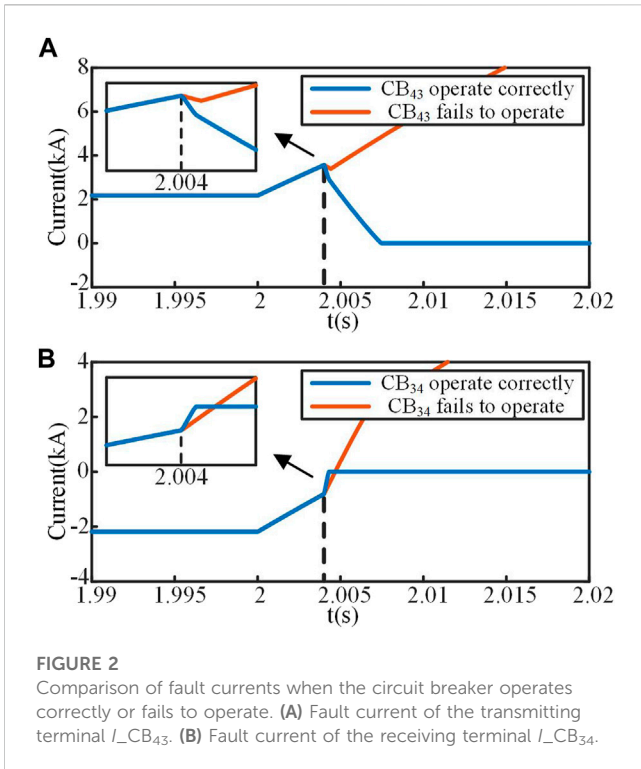 A
8
6
4
2
0
-2
Current(kA)
CB₄₃ operate correctly
CB₄₃ fails to operate
2.004
1.99 1.995 2 2.005 2.01 2.015 2.02
t(s)
B
4
2
0
-2
-4
Current(kA)
CB₃₄ operate correctly
CB₃₄ fails to operate
2.004
1.99 1.995 2 2.005 2.01 2.015 2.02
t(s)
FIGURE 2
Comparison of fault currents when the circuit breaker operates
correctly or fails to operate. (A) Fault current of the transmitting
terminal I_CB₄₃. (B) Fault current of the receiving terminal I_CB₃₄.